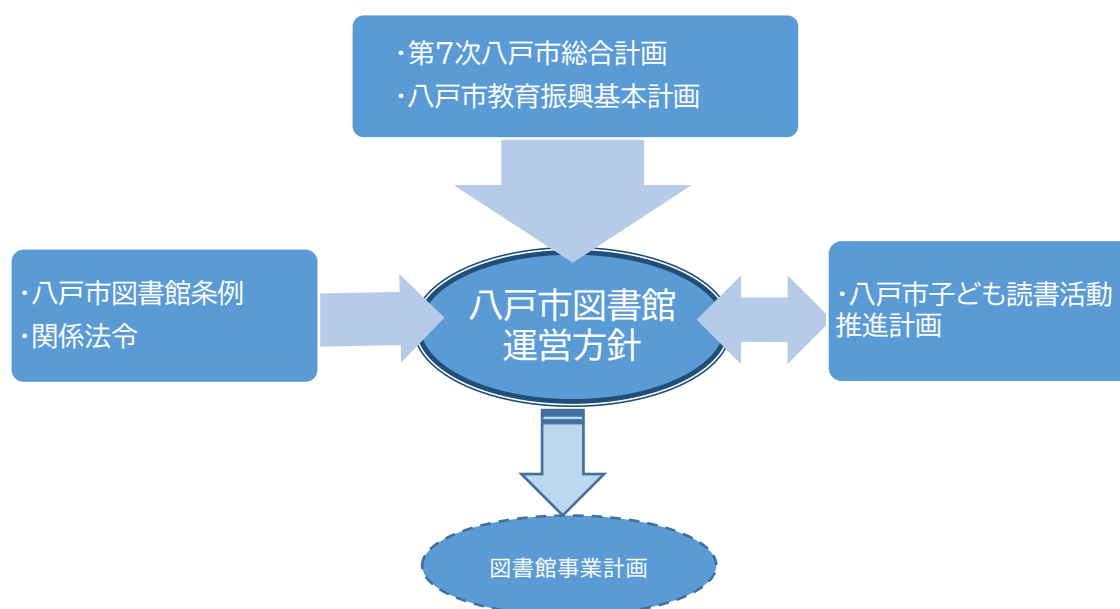 ・第7次八戸市総合計画
・八戸市教育振興基本計画
・八戸市図書館条例
・関係法令
八戸市図書館
運営方針
・八戸市子ども読書活動
推進計画
図書館事業計画